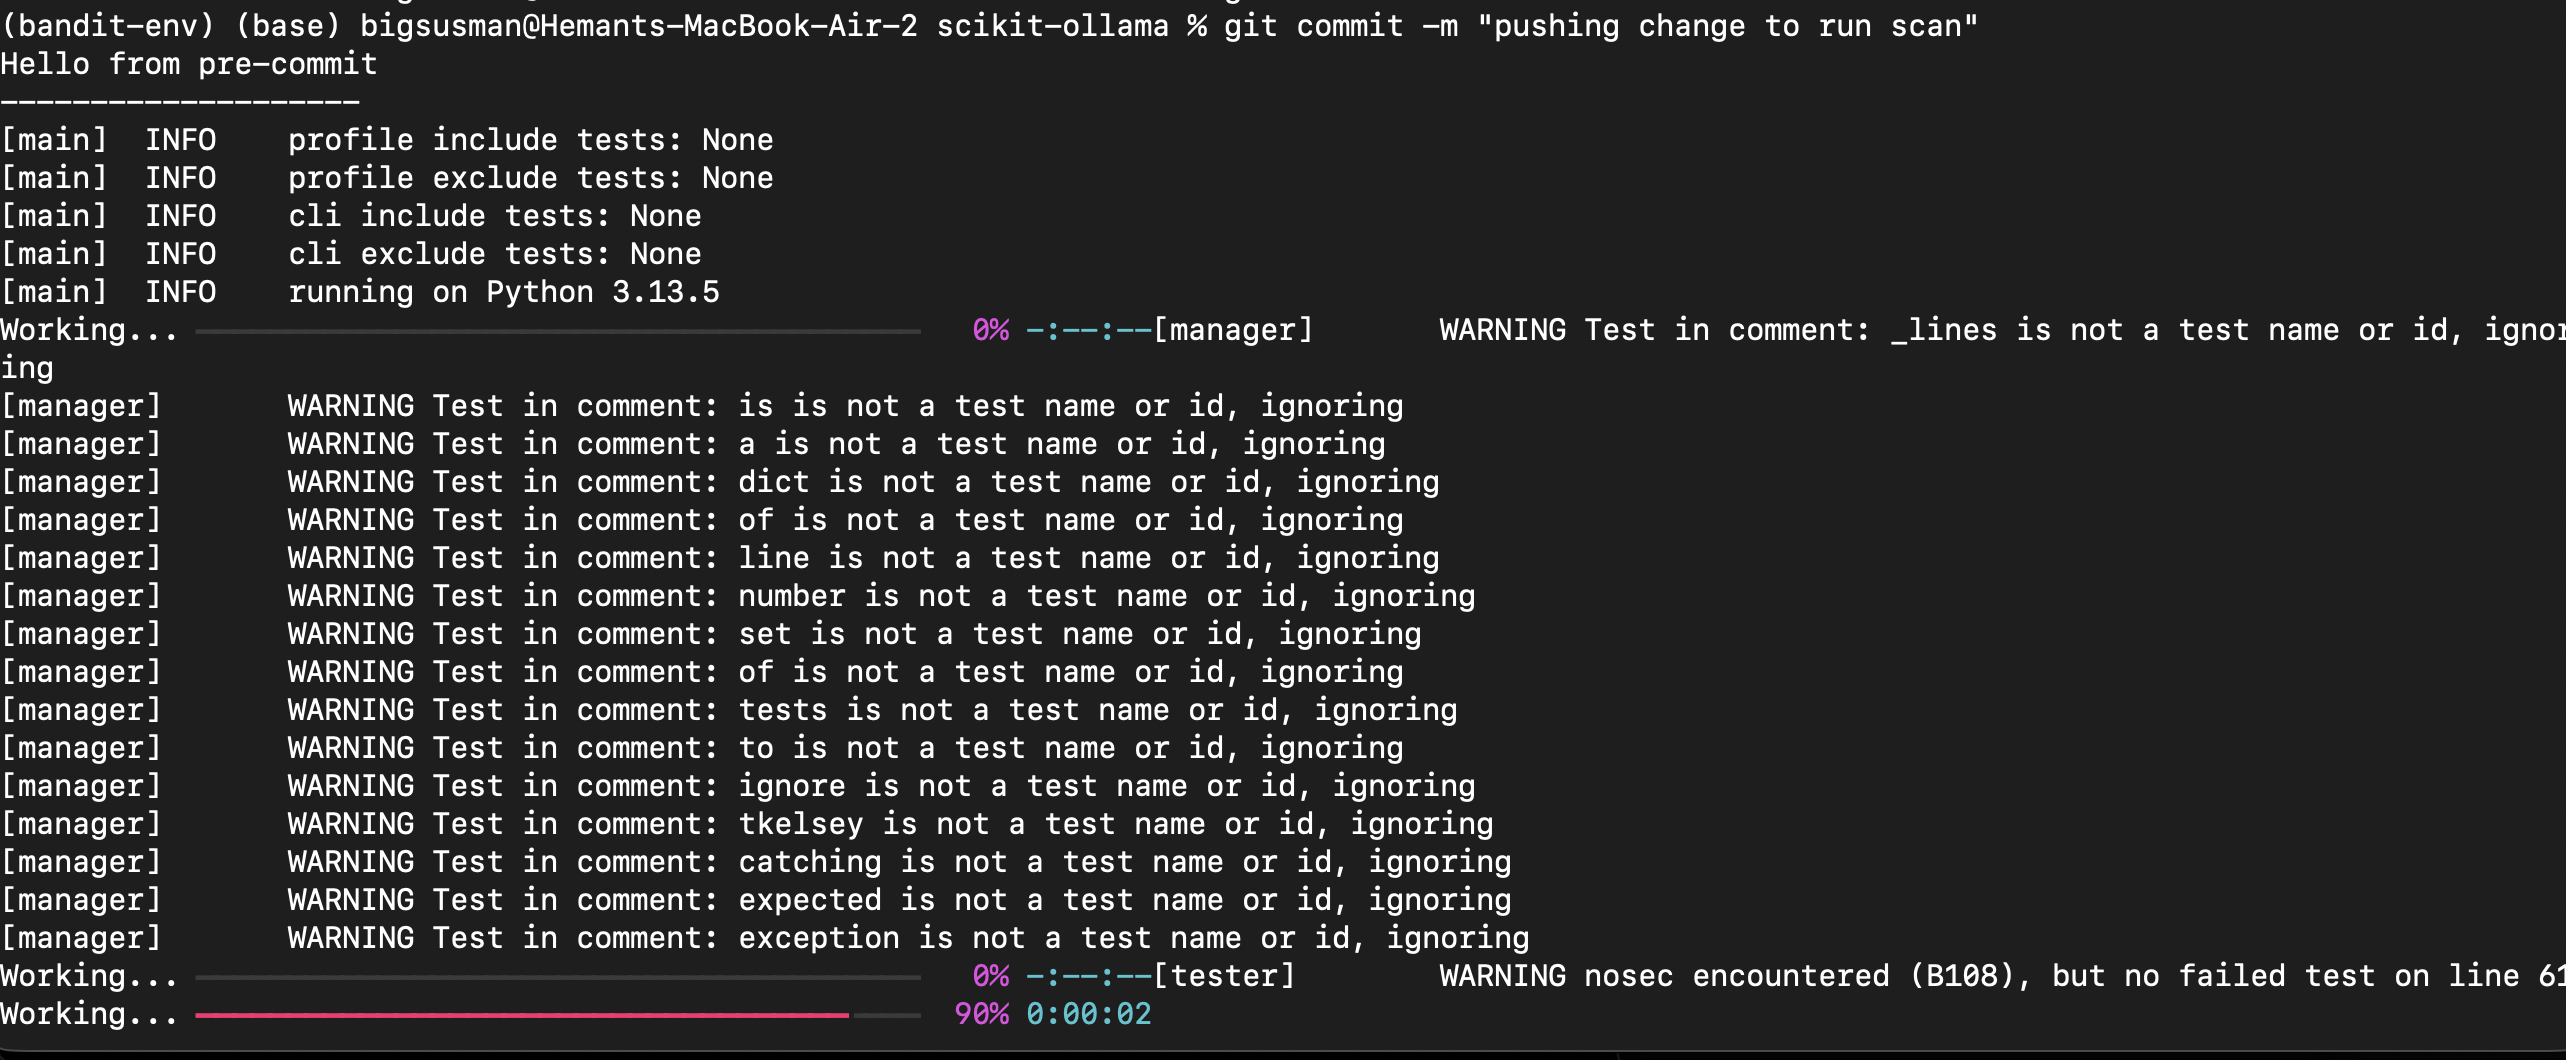 (bandit-env) (base) bigsusman@Hemants-MacBook-Air-2 scikit-ollama % git commit -m "pushing change to run scan"
Hello from pre-commit
--------------------
[main]  INFO    profile include tests: None
[main]  INFO    profile exclude tests: None
[main]  INFO    cli include tests: None
[main]  INFO    cli exclude tests: None
[main]  INFO    running on Python 3.13.5
Working... 0% -:--:--[manager]       WARNING Test in comment: _lines is not a test name or id, ignor
ing
[manager]       WARNING Test in comment: is is not a test name or id, ignoring
[manager]       WARNING Test in comment: a is not a test name or id, ignoring
[manager]       WARNING Test in comment: dict is not a test name or id, ignoring
[manager]       WARNING Test in comment: of is not a test name or id, ignoring
[manager]       WARNING Test in comment: line is not a test name or id, ignoring
[manager]       WARNING Test in comment: number is not a test name or id, ignoring
[manager]       WARNING Test in comment: set is not a test name or id, ignoring
[manager]       WARNING Test in comment: of is not a test name or id, ignoring
[manager]       WARNING Test in comment: tests is not a test name or id, ignoring
[manager]       WARNING Test in comment: to is not a test name or id, ignoring
[manager]       WARNING Test in comment: ignore is not a test name or id, ignoring
[manager]       WARNING Test in comment: tkelsey is not a test name or id, ignoring
[manager]       WARNING Test in comment: catching is not a test name or id, ignoring
[manager]       WARNING Test in comment: expected is not a test name or id, ignoring
[manager]       WARNING Test in comment: exception is not a test name or id, ignoring
Working... 0% -:--:--[tester]        WARNING nosec encountered (B108), but no failed test on line 61
Working... 90% 0:00:02